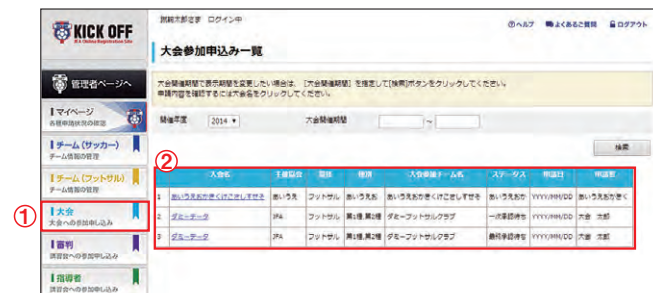 KICK OFF
ログイン中
ヘルプ
よくあるご質問
ログアウト
大会参加申込み一覧
管理者ページへ
大会開催期間で表示期間を変更したい場合は、［大会開催期間］を指定して[検索]ボタンをクリックしてください。
申請内容を確認するには大会名をクリックしてください。
マイページ
各種申請状況の確認
開催年度 2014 大会開催期間 ~
検索
チーム (サッカー)
チーム情報の管理
チーム (フットサル)
チーム情報の管理
①
大会
大会への参加申し込み
審判
講習会への参加申し込み
指導者
講習会への参加申し込み
②
大会名 主催協会 競技 種別 大会参加チーム名 ステータス 申請日 申請者
1 あいうえおかきくけこさしすせそ あいうえ フットサル あいうえお あいうえおかきくけこさしすせそ あいうえおか YYYY/MM/DD あいうえおかきく
2 ダミーデータ JFA フットサル 第1種,第2種 ダミーフットサルクラブ 一次承認待ち YYYY/MM/DD 大会 太郎
3 ダミーデータ JFA フットサル 第1種,第2種 ダミーフットサルクラブ 最終承認待ち YYYY/MM/DD 大会 太郎